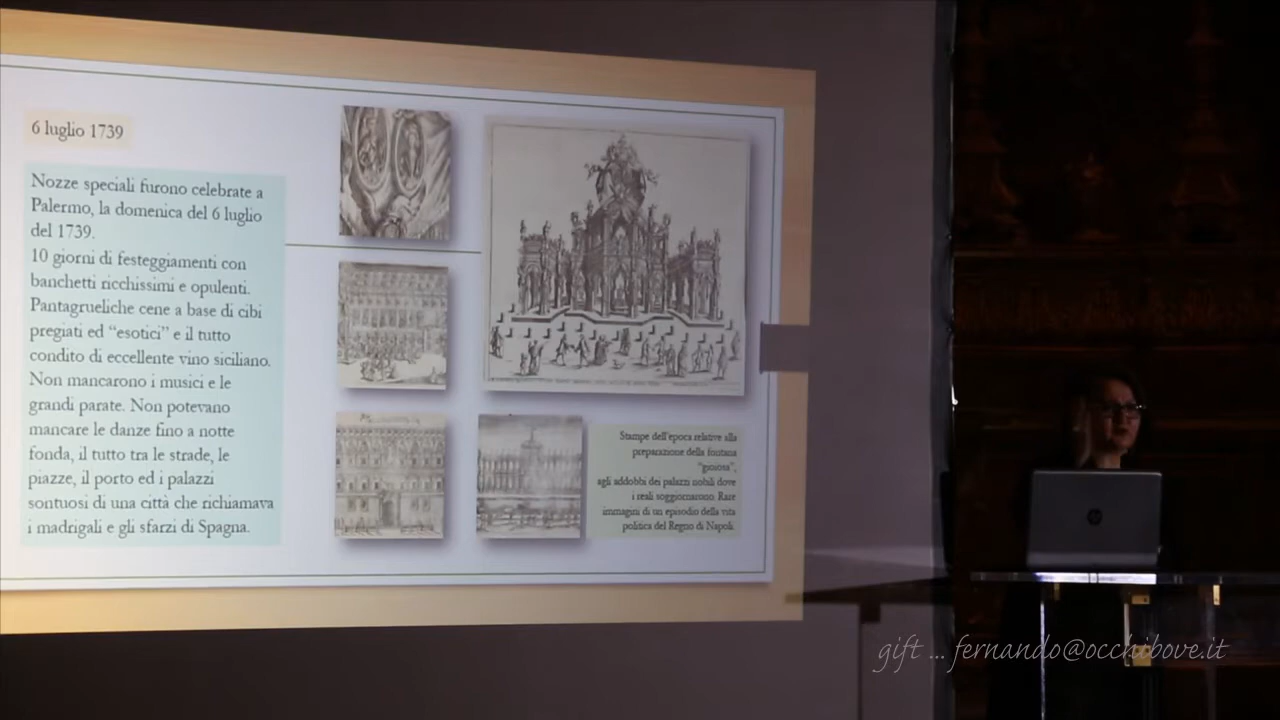 6 luglio 1739
Nozze speciali furono celebrate a
Palermo, la domenica del 6 luglio
del 1739.
10 giorni di festeggiamenti con
banchetti ricchissimi e opulenti.
Pantagrueliche cene a base di cibi
pregiati ed “esotici” e il tutto
condito di eccellente vino siciliano.
Non mancarono i musici e le
grandi parate. Non potevano
mancare le danze fino a notte
fonda, il tutto tra le strade, le
piazze, il porto ed i palazzi
sontuosi di una città che richiamava
i madrigali e gli sfarzi di Spagna.
Stampe dell'epoca relative alla
preparazione della fontana
“gioiosa”,
agli addobbi dei palazzi nobili dove
i reali soggiornarono. Rare
immagini di un episodio della vita
politica del Regno di Napoli.
hp
gift ... fernando@occhibove.it